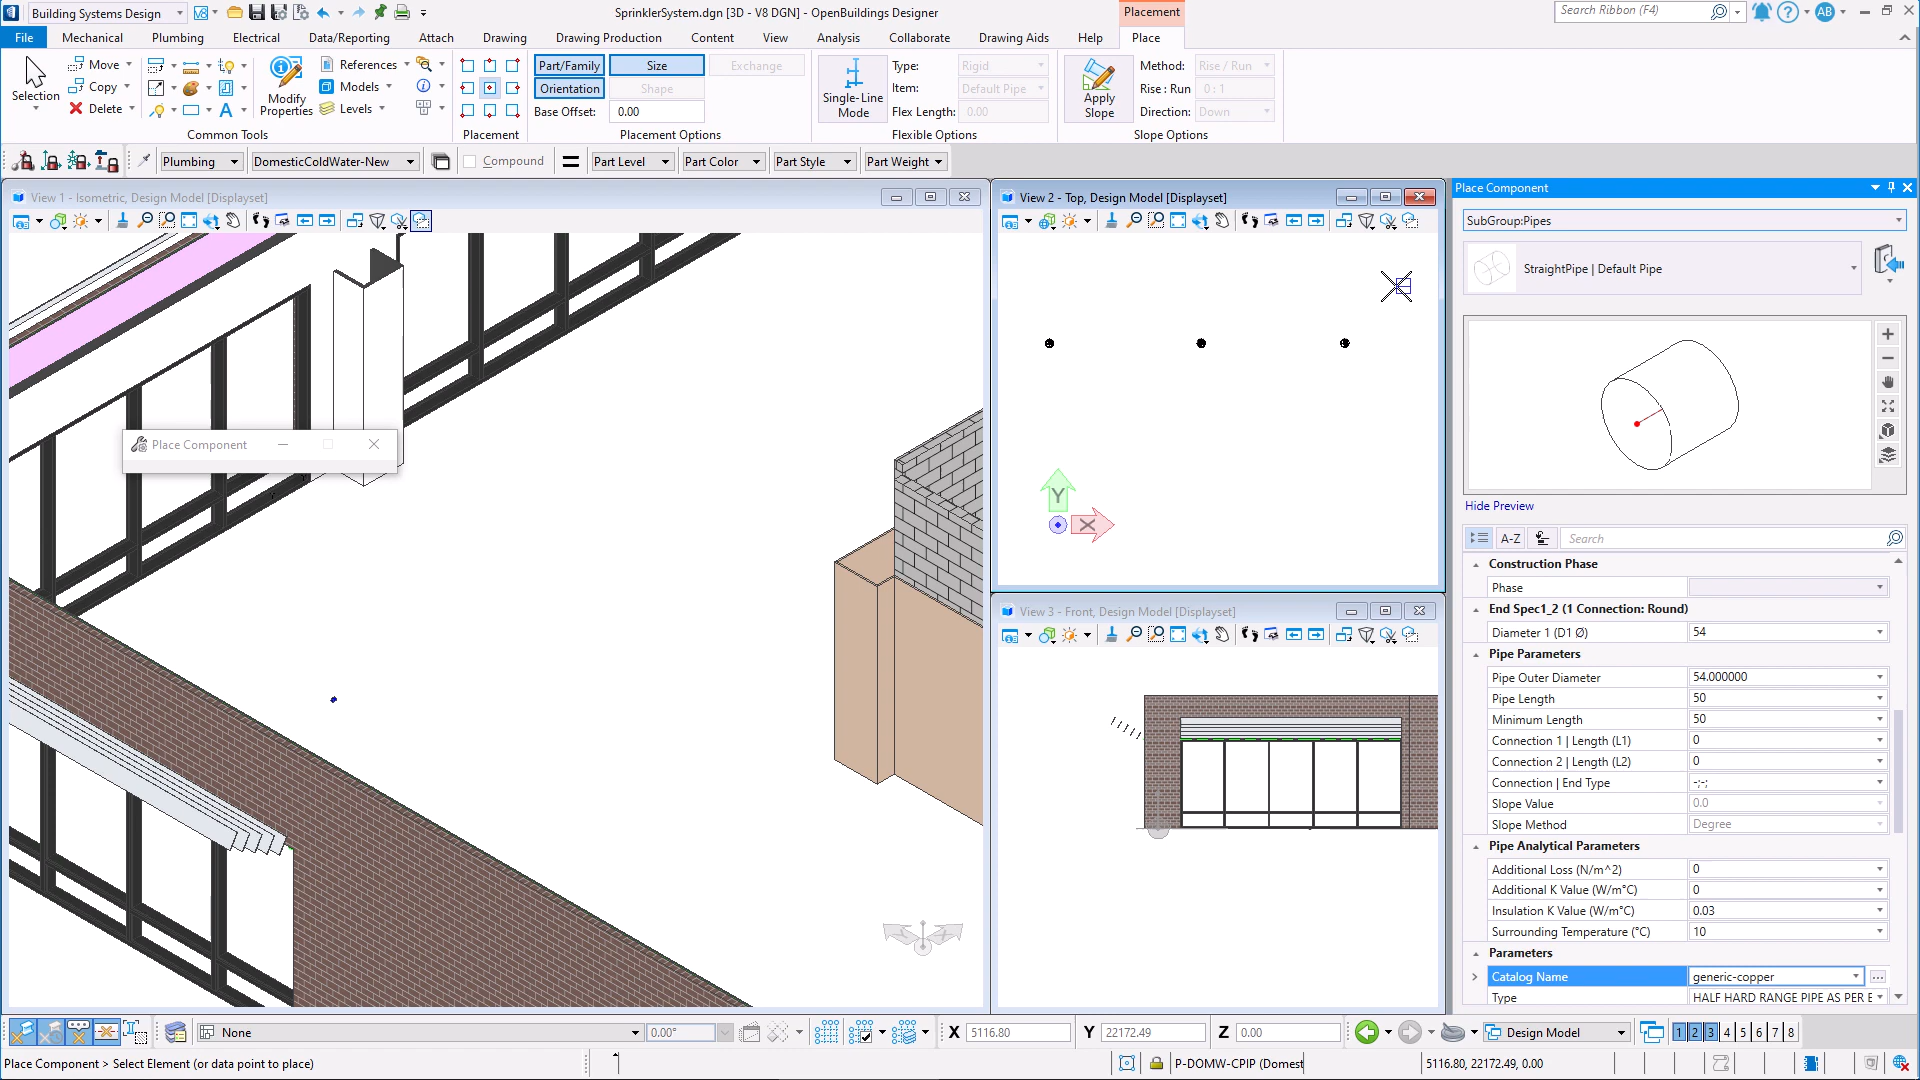 Building Systems Design
V8
SprinklerSystem.dgn [3D - V8 DGN] - OpenBuildings Designer
Placement
Search Ribbon (F4)
AB
File
Mechanical
Plumbing
Electrical
Data/Reporting
Attach
Drawing
Drawing Production
Content
View
Analysis
Collaborate
Drawing Aids
Help
Place
Selection
Move
Copy
Delete
Modify Properties
References
Models
Levels
Common Tools
Placement
Part/Family
Size
Exchange
Orientation
Shape
Base Offset:
0.00
Placement Options
Single-Line Mode
Type:
Rigid
Item:
Default Pipe
Flex Length:
0.00
Flexible Options
Apply Slope
Method:
Rise / Run
Rise : Run
0 : 1
Direction:
Down
Slope Options
Plumbing
DomesticColdWater-New
Compound
Part Level
Part Color
Part Style
Part Weight
View 1 - Isometric, Design Model [Displayset]
Place Component
View 2 - Top, Design Model [Displayset]
Y
X
View 3 - Front, Design Model [Displayset]
Place Component
SubGroup:Pipes
StraightPipe | Default Pipe
Hide Preview
A-Z
Search
Construction Phase
Phase
End Spec1_2 (1 Connection: Round)
Diameter 1 (D1 Ø)
54
Pipe Parameters
Pipe Outer Diameter
54.000000
Pipe Length
50
Minimum Length
50
Connection 1 | Length (L1)
0
Connection 2 | Length (L2)
0
Connection | End Type
-;-;
Slope Value
0.0
Slope Method
Degree
Pipe Analytical Parameters
Additional Loss (N/m^2)
0
Additional K Value (W/m°C)
0
Insulation K Value (W/m°C)
0.03
Surrounding Temperature (°C)
10
Parameters
Catalog Name
generic-copper
Type
HALF HARD RANGE PIPE AS PER E
None
0.00°
X
5116.80
Y
22172.49
Z
0.00
Design Model
1 2 3 4 5 6 7 8
Place Component > Select Element (or data point to place)
P-DOMW-CPIP (Domest
5116.80, 22172.49, 0.00